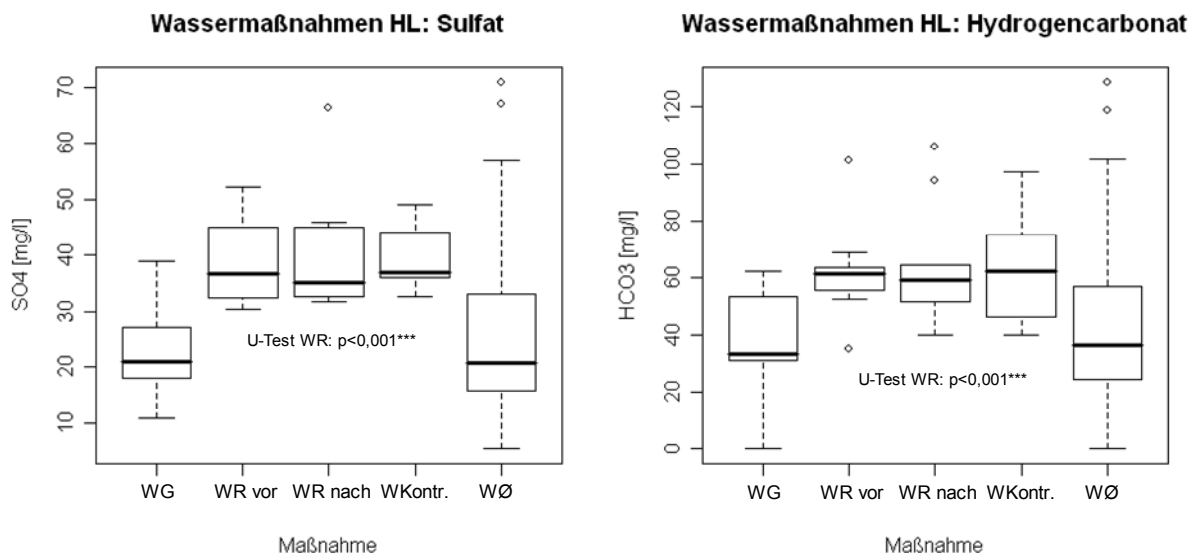 Wassermaßnahmen HL: Sulfat
SO4 [mg/l]
70
60
50
40
30
20
10
U-Test WR: p<0,001***
WG WR vor WR nach WKontr. WØ
Maßnahme
Wassermaßnahmen HL: Hydrogencarbonat
HCO3 [mg/l]
120
100
80
60
40
20
0
U-Test WR: p<0,001***
WG WR vor WR nach WKontr. WØ
Maßnahme